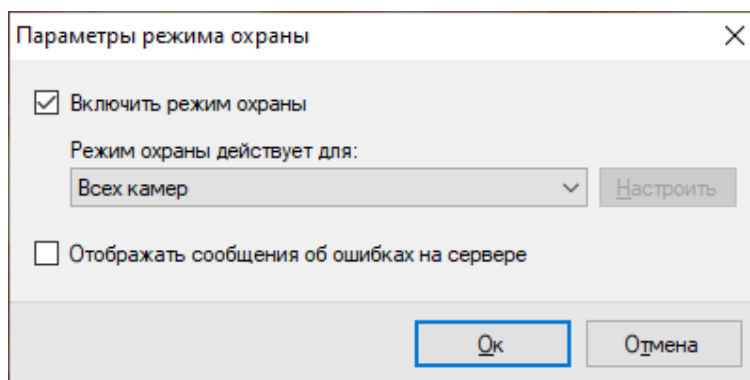 Параметры режима охраны
Включить режим охраны
Режим охраны действует для:
Всех камер
Настроить
Отображать сообщения об ошибках на сервере
Ок
Отмена